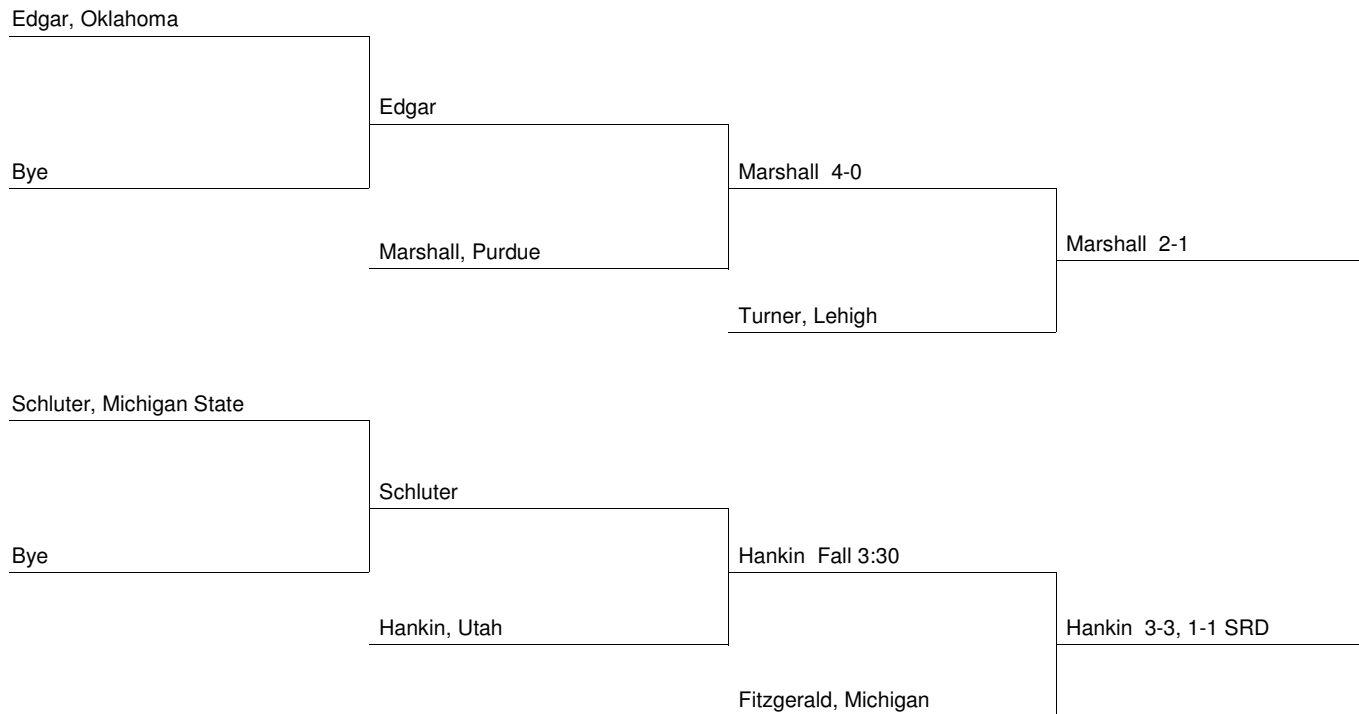 Edgar, Oklahoma
Edgar
Bye
Marshall 4-0
Marshall, Purdue
Marshall 2-1
Turner, Lehigh
Schluter, Michigan State
Schluter
Bye
Hankin Fall 3:30
Hankin, Utah
Hankin 3-3, 1-1 SRD
Fitzgerald, Michigan